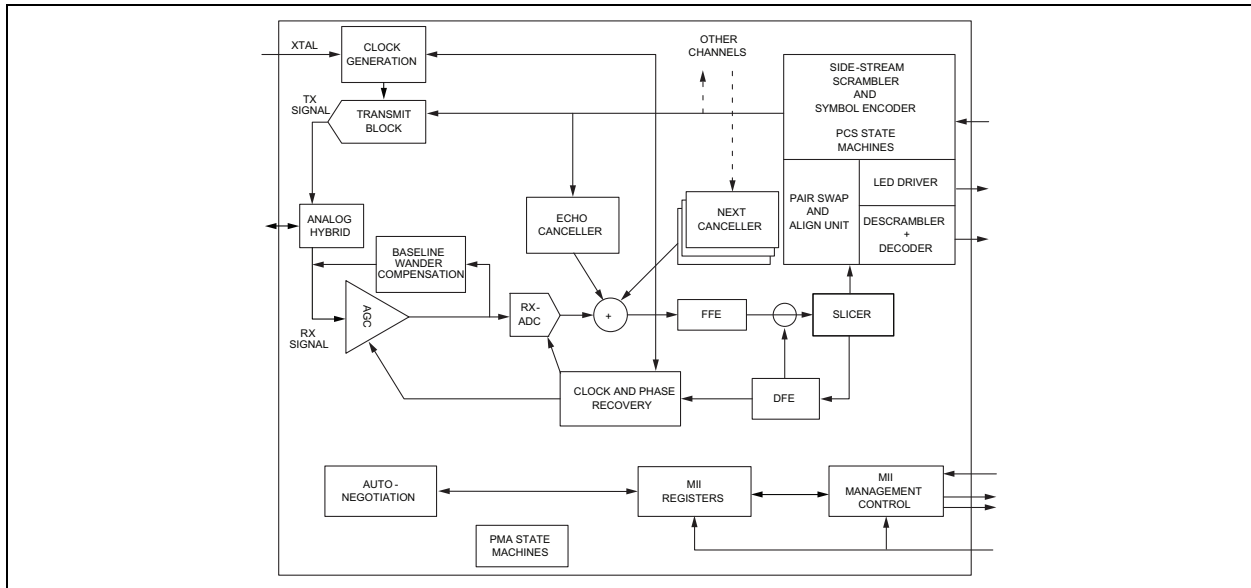 XTAL
CLOCK
GENERATION
OTHER
CHANNELS
SIDE-STREAM
SCRAMBLER
AND
SYMBOL ENCODER
PCS STATE
MACHINES
TX
SIGNAL
TRANSMIT
BLOCK
LED DRIVER
PAIR SWAP
AND
ALIGN UNIT
DESCRAMBLER
+
DECODER
ANALOG
HYBRID
ECHO
CANCELLER
NEXT
CANCELLER
BASELINE
WANDER
COMPENSATION
AGC
RX-
ADC
+
FFE
SLICER
RX
SIGNAL
CLOCK AND PHASE
RECOVERY
DFE
AUTO-
NEGOTIATION
MII
REGISTERS
MII
MANAGEMENT
CONTROL
PMA STATE
MACHINES